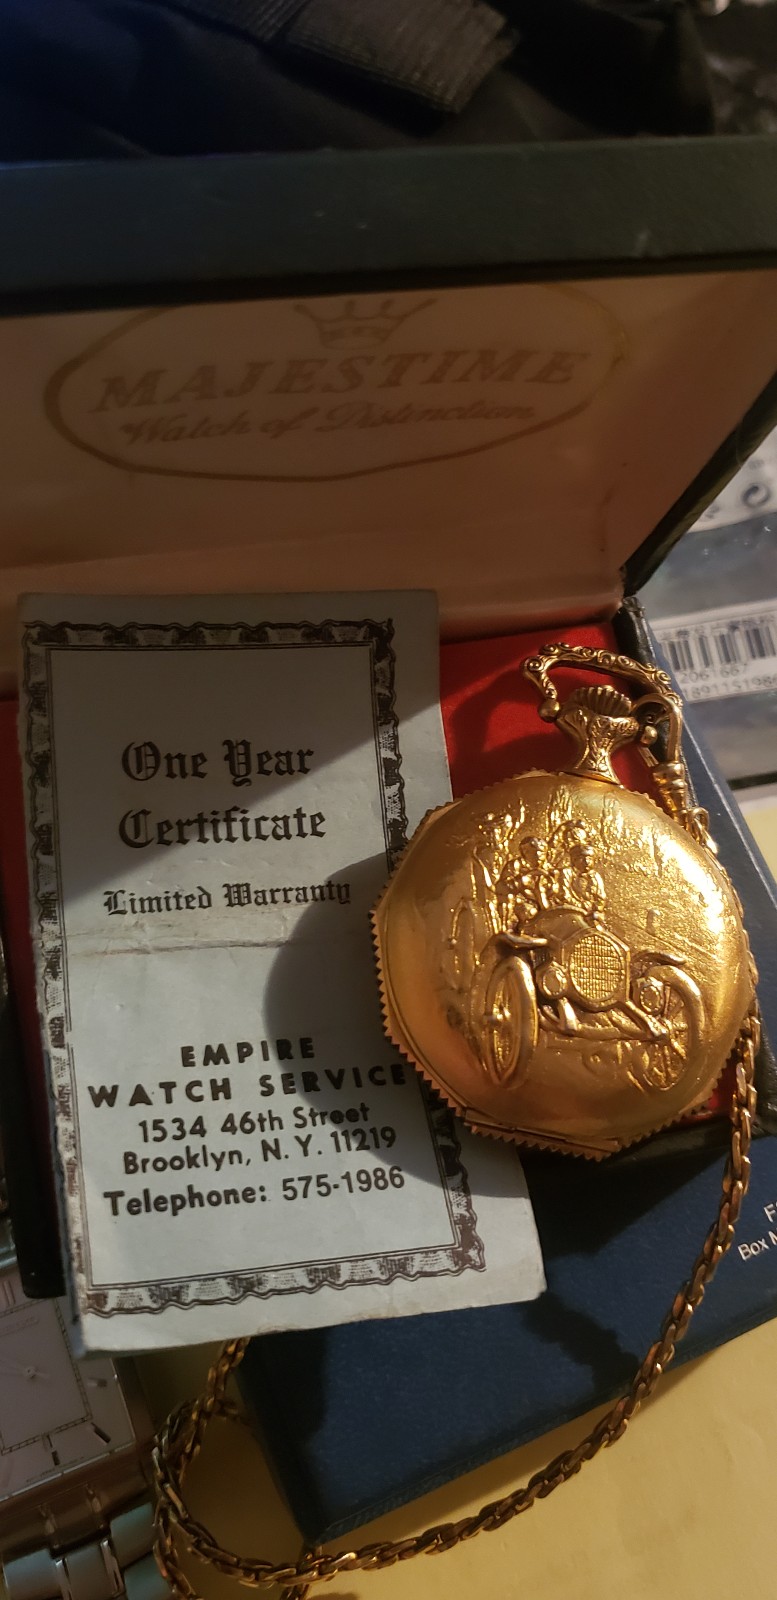 MAJESTIME
Watch of Distinction
One Year
Certificate
Limited Warranty
EMPIRE
WATCH SERVICE
1534 46th Street
Brooklyn, N.Y. 11219
Telephone: 575-1986
Box